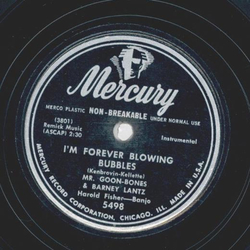 Mercury
MERCO PLASTIC NON-BREAKABLE UNDER NORMAL USE
(3801)
Remick Music
(ASCAP) 2:30
Instrumental
I'M FOREVER BLOWING
BUBBLES
(Kenbrovin-Kellette)
MR. GOON-BONES
& BARNEY LANTZ
Harold Fisher—Banjo
5498
MERCURY RECORD CORPORATION, CHICAGO, ILL. MADE IN U.S.A.